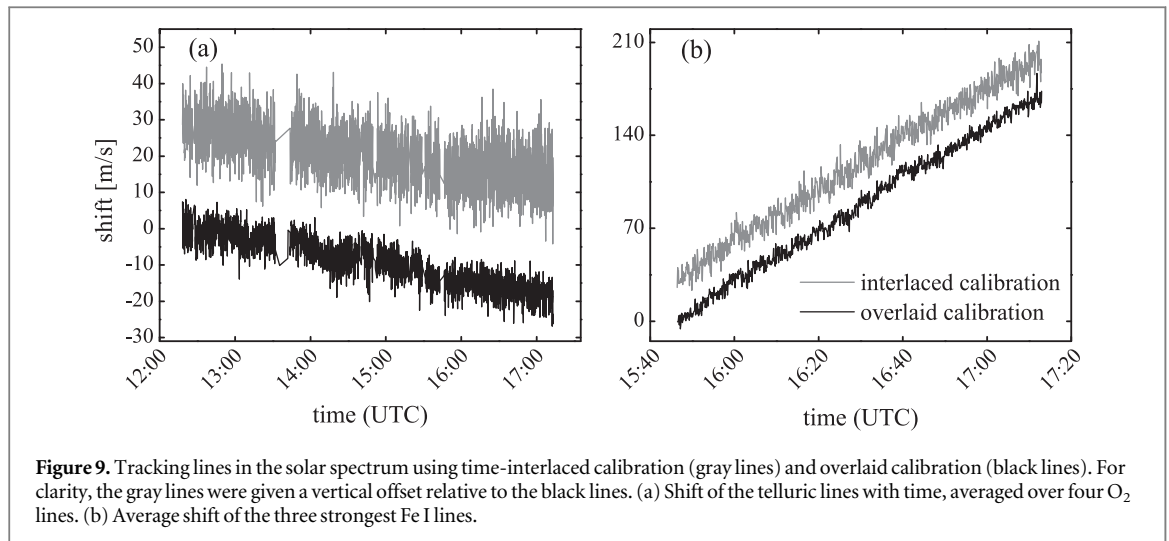 (a)
(b)
50
40
30
20
10
0
-10
-20
-30
shift [m/s]
12:00
13:00
14:00
15:00
16:00
17:00
time (UTC)
210
140
70
0
interlaced calibration
overlaid calibration
15:40
16:00
16:20
16:40
17:00
17:20
time (UTC)
Figure 9. Tracking lines in the solar spectrum using time-interlaced calibration (gray lines) and overlaid calibration (black lines). For
clarity, the gray lines were given a vertical offset relative to the black lines. (a) Shift of the telluric lines with time, averaged over four O₂
lines. (b) Average shift of the three strongest Fe I lines.